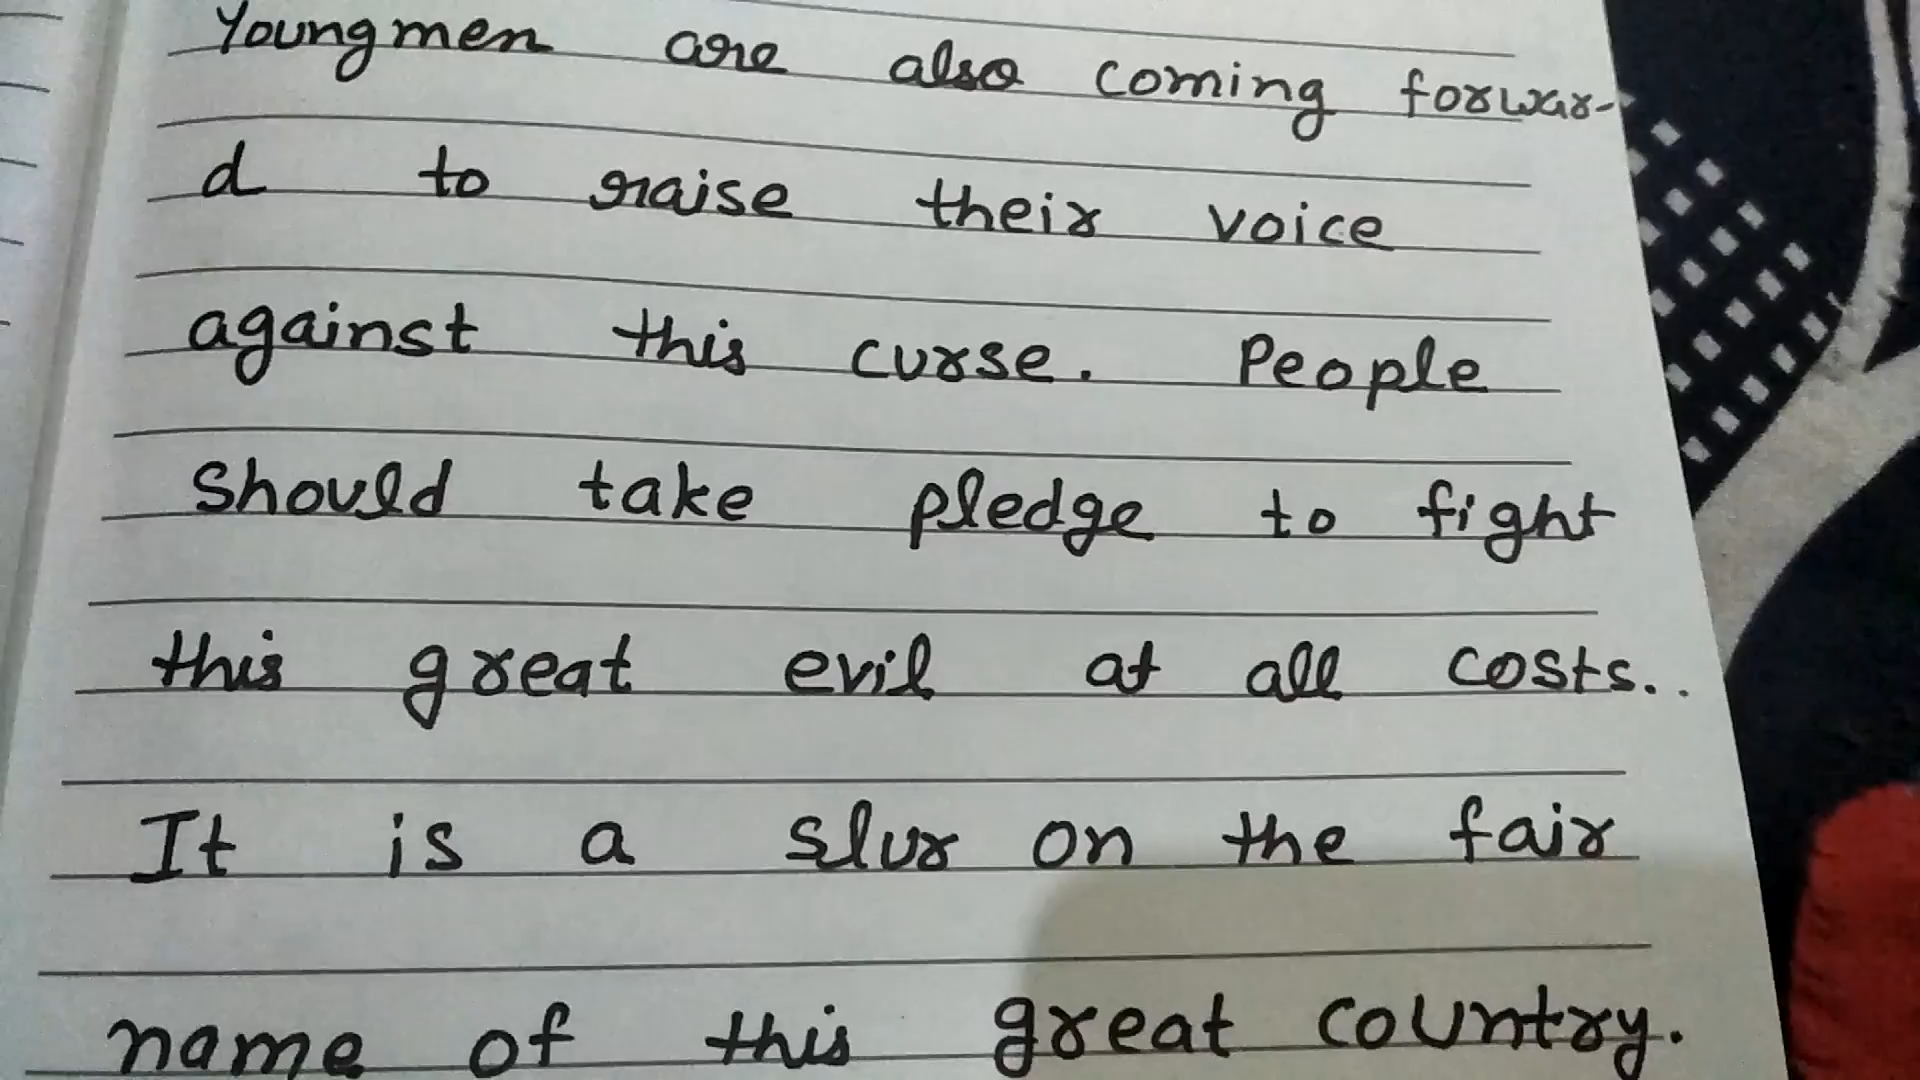 Youngmen are also coming forwar-
d to raise their voice
against this curse. People
should take pledge to fight
this great evil at all costs..
It is a slur on the fair
name of this great country.